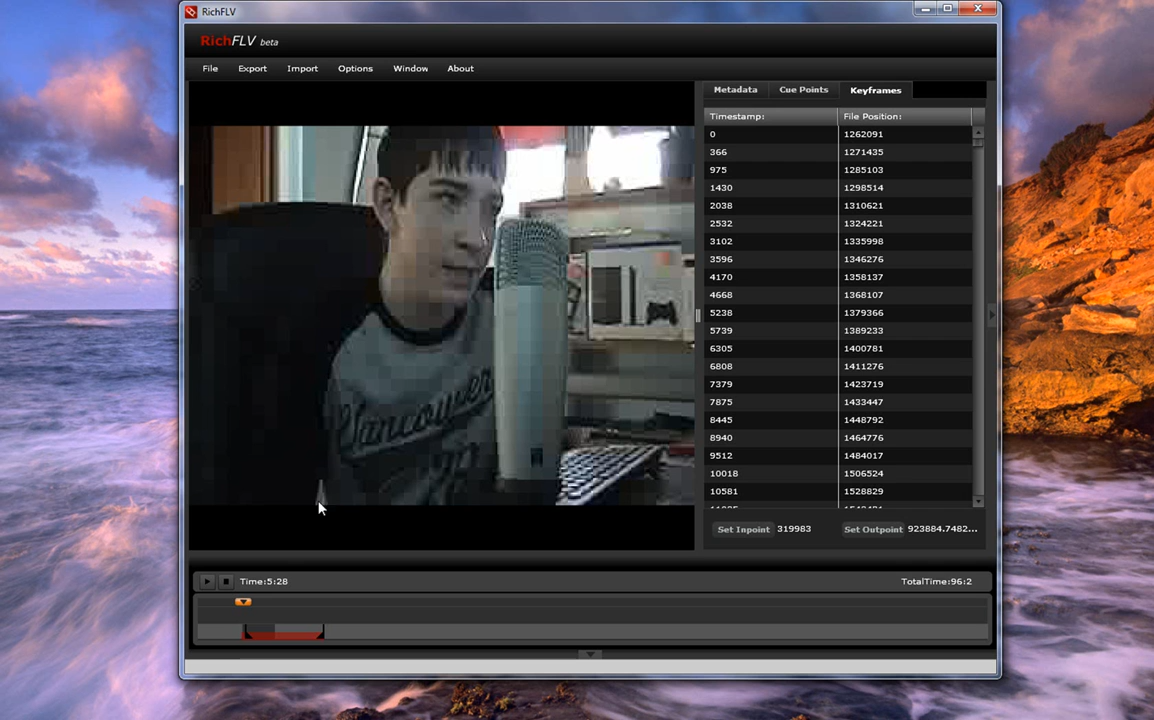 RichFLV
RichFLV beta
File Export Import Options Window About
Metadata Cue Points Keyframes
Timestamp: File Position:
0 1262091
366 1271435
975 1285103
1430 1298514
2038 1310621
2532 1324221
3102 1335998
3596 1346276
4170 1358137
4668 1368107
5238 1379366
5739 1389233
6305 1400781
6808 1411276
7379 1423719
7875 1433447
8445 1448792
8940 1464776
9512 1484017
10018 1506524
10581 1528829
Vancouver
Set Inpoint 319983 Set Outpoint 923884.7482...
Time:5:28 TotalTime:96:2